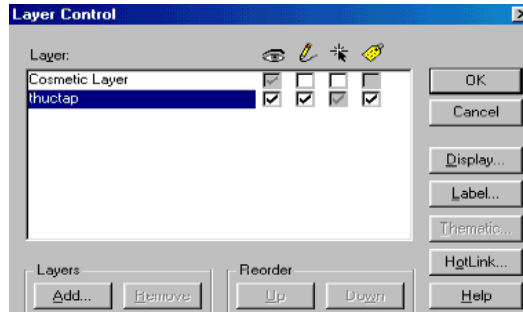 Layer Control
Layer:
Cosmetic Layer
thuctap
OK
Cancel
Display...
Label...
Thematic...
HotLink...
Help
Layers
Add...
Remove
Reorder
Up
Down